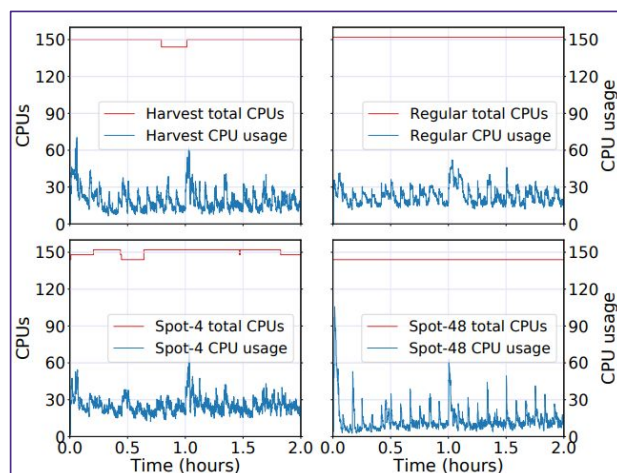 150
120
90
60
30
0
CPUs
Harvest total CPUs
Harvest CPU usage
Regular total CPUs
Regular CPU usage
150
120
90
60
30
0
CPU usage
150
120
90
60
30
0
CPUs
Spot-4 total CPUs
Spot-4 CPU usage
0.0 0.5 1.0 1.5 2.0
Time (hours)
Spot-48 total CPUs
Spot-48 CPU usage
0.0 0.5 1.0 1.5 2.0
Time (hours)
150
120
90
60
30
0
CPU usage